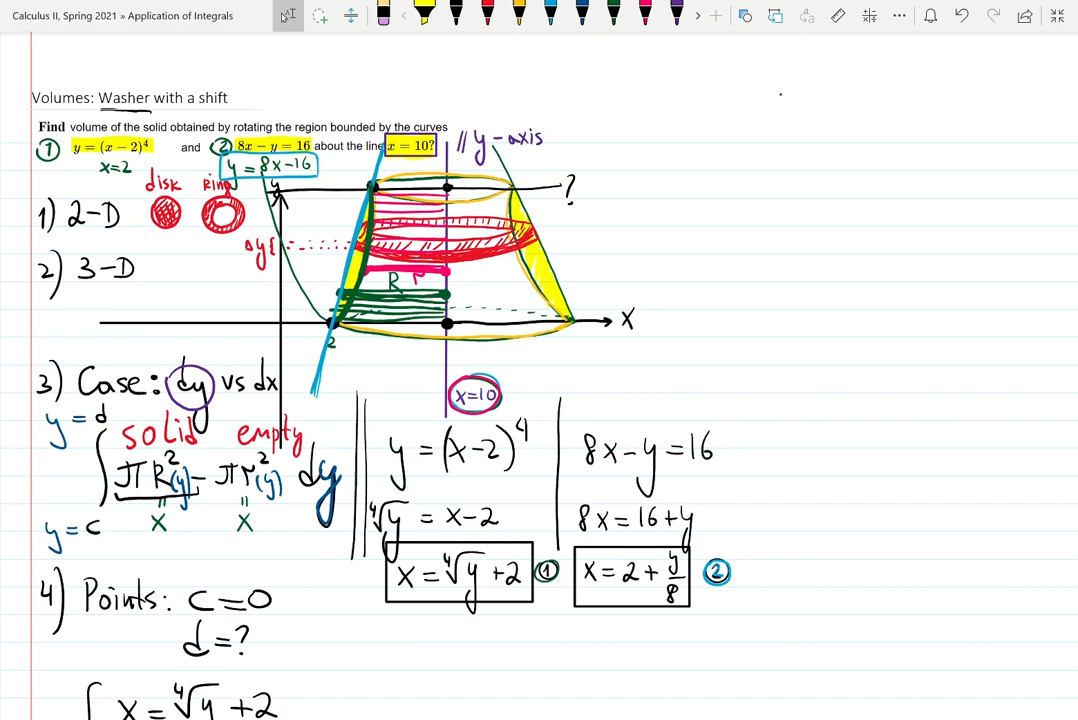 Calculus II, Spring 2021 » Application of Integrals
Volumes: Washer with a shift
Find volume of the solid obtained by rotating the region bounded by the curves
① y = (x − 2)⁴ and ② 8x − y = 16 about the line x = 10?
// y-axis
x=2
y = 8x-16
disk Ring
y
?
1) 2-D
Δy{
2) 3-D
R r
x
2
3) Case: dy vs dx
x=10
y = d
solid empty
∫ πR²(y) - πr²(y) dy
= =
x x
y = c
y = (x-2)⁴
⁴√y = x-2
x = ⁴√y +2 ①
8x-y=16
8x=16+y
x= 2+ y/8 ②
4) Points: c=0
d=?
{ x = ⁴√y +2